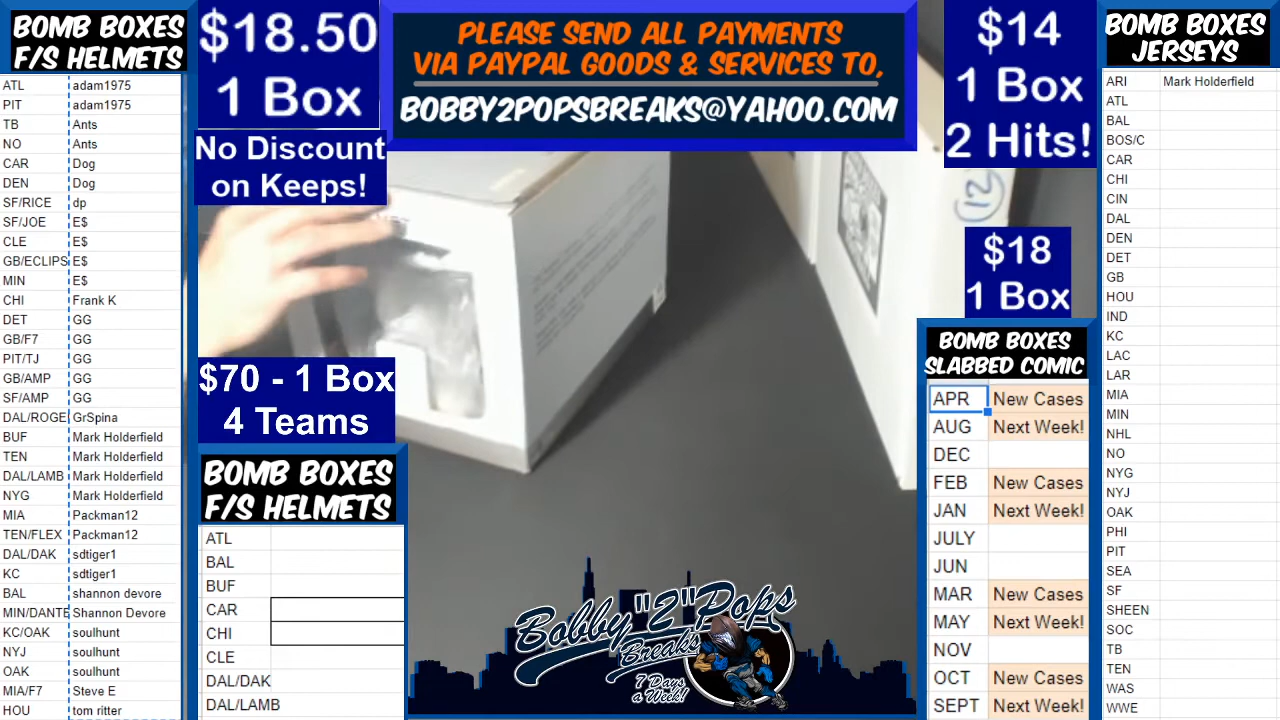 BOMB BOXES
F/S HELMETS
ATL adam1975
PIT adam1975
TB Ants
NO Ants
CAR Dog
DEN Dog
SF/RICE dp
SF/JOE E$
CLE E$
GB/ECLIPS E$
MIN E$
CHI Frank K
DET GG
GB/F7 GG
PIT/TJ GG
GB/AMP GG
SF/AMP GG
DAL/ROGE GrSpina
BUF Mark Holderfield
TEN Mark Holderfield
DAL/LAMB Mark Holderfield
NYG Mark Holderfield
MIA Packman12
TEN/FLEX Packman12
DAL/DAK sdtiger1
KC sdtiger1
BAL shannon devore
MIN/DANTE Shannon Devore
KC/OAK soulhunt
NYJ soulhunt
OAK soulhunt
MIA/F7 Steve E
HOU tom ritter
$18.50
1 Box
No Discount
on Keeps!
$70 - 1 Box
4 Teams
BOMB BOXES
F/S HELMETS
ATL
BAL
BUF
CAR
CHI
CLE
DAL/DAK
DAL/LAMB
PLEASE SEND ALL PAYMENTS
VIA PAYPAL GOODS & SERVICES TO,
BOBBY2POPSBREAKS@YAHOO.COM
(12)
Bobby "2" Pops
Breaks
7 Days
a Week!
$14
1 Box
2 Hits!
$18
1 Box
BOMB BOXES
SLABBED COMIC
APR New Cases
AUG Next Week!
DEC
FEB New Cases
JAN Next Week!
JULY
JUN
MAR New Cases
MAY Next Week!
NOV
OCT New Cases
SEPT Next Week!
BOMB BOXES
JERSEYS
ARI Mark Holderfield
ATL
BAL
BOS/C
CAR
CHI
CIN
DAL
DEN
DET
GB
HOU
IND
KC
LAC
LAR
MIA
MIN
NHL
NO
NYG
NYJ
OAK
PHI
PIT
SEA
SF
SHEEN
SOC
TB
TEN
WAS
WWE